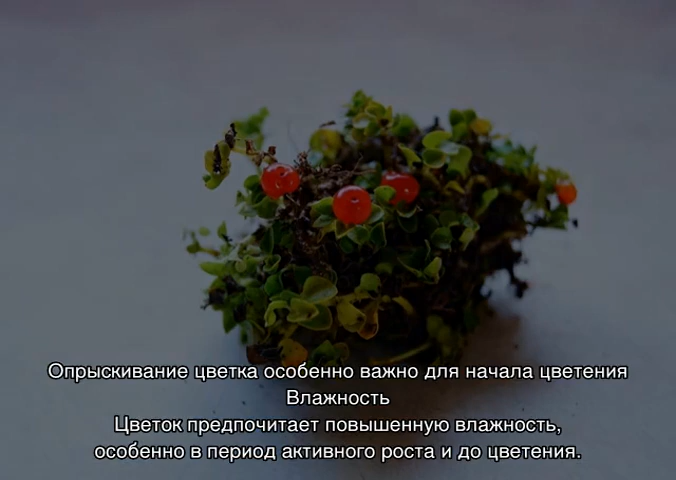 Опрыскивание цветка особенно важно для начала цветения
Влажность
Цветок предпочитает повышенную влажность,
особенно в период активного роста и до цветения.